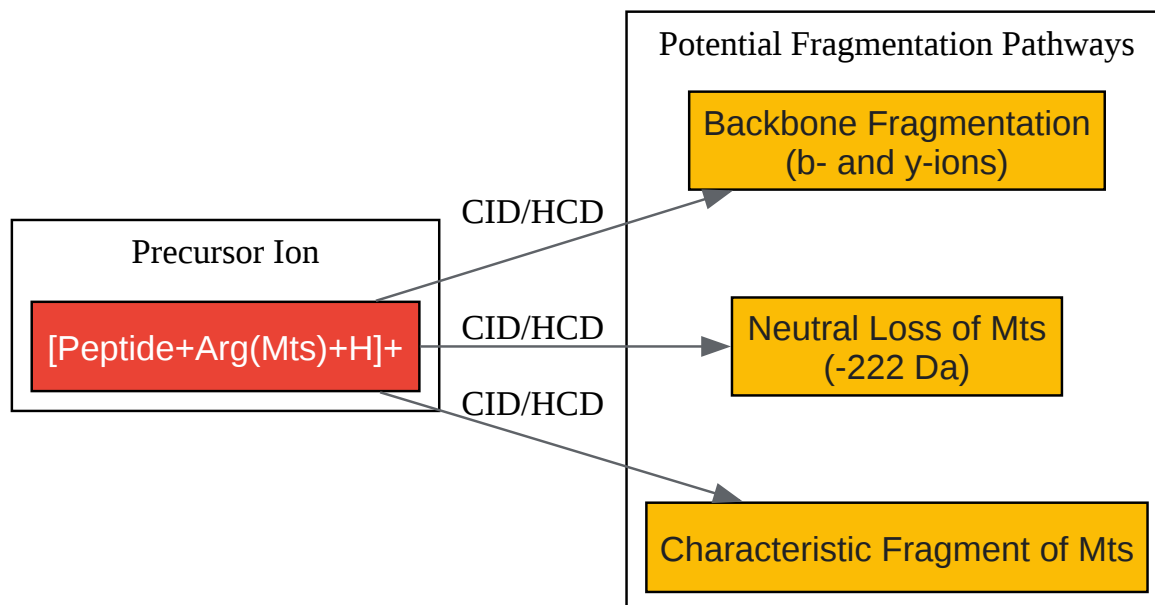 Potential Fragmentation Pathways
Backbone Fragmentation
(b- and y-ions)
CID/HCD
Precursor Ion
[Peptide+Arg(Mts)+H]+
CID/HCD
Neutral Loss of Mts
(-222 Da)
CID/HCD
Characteristic Fragment of Mts